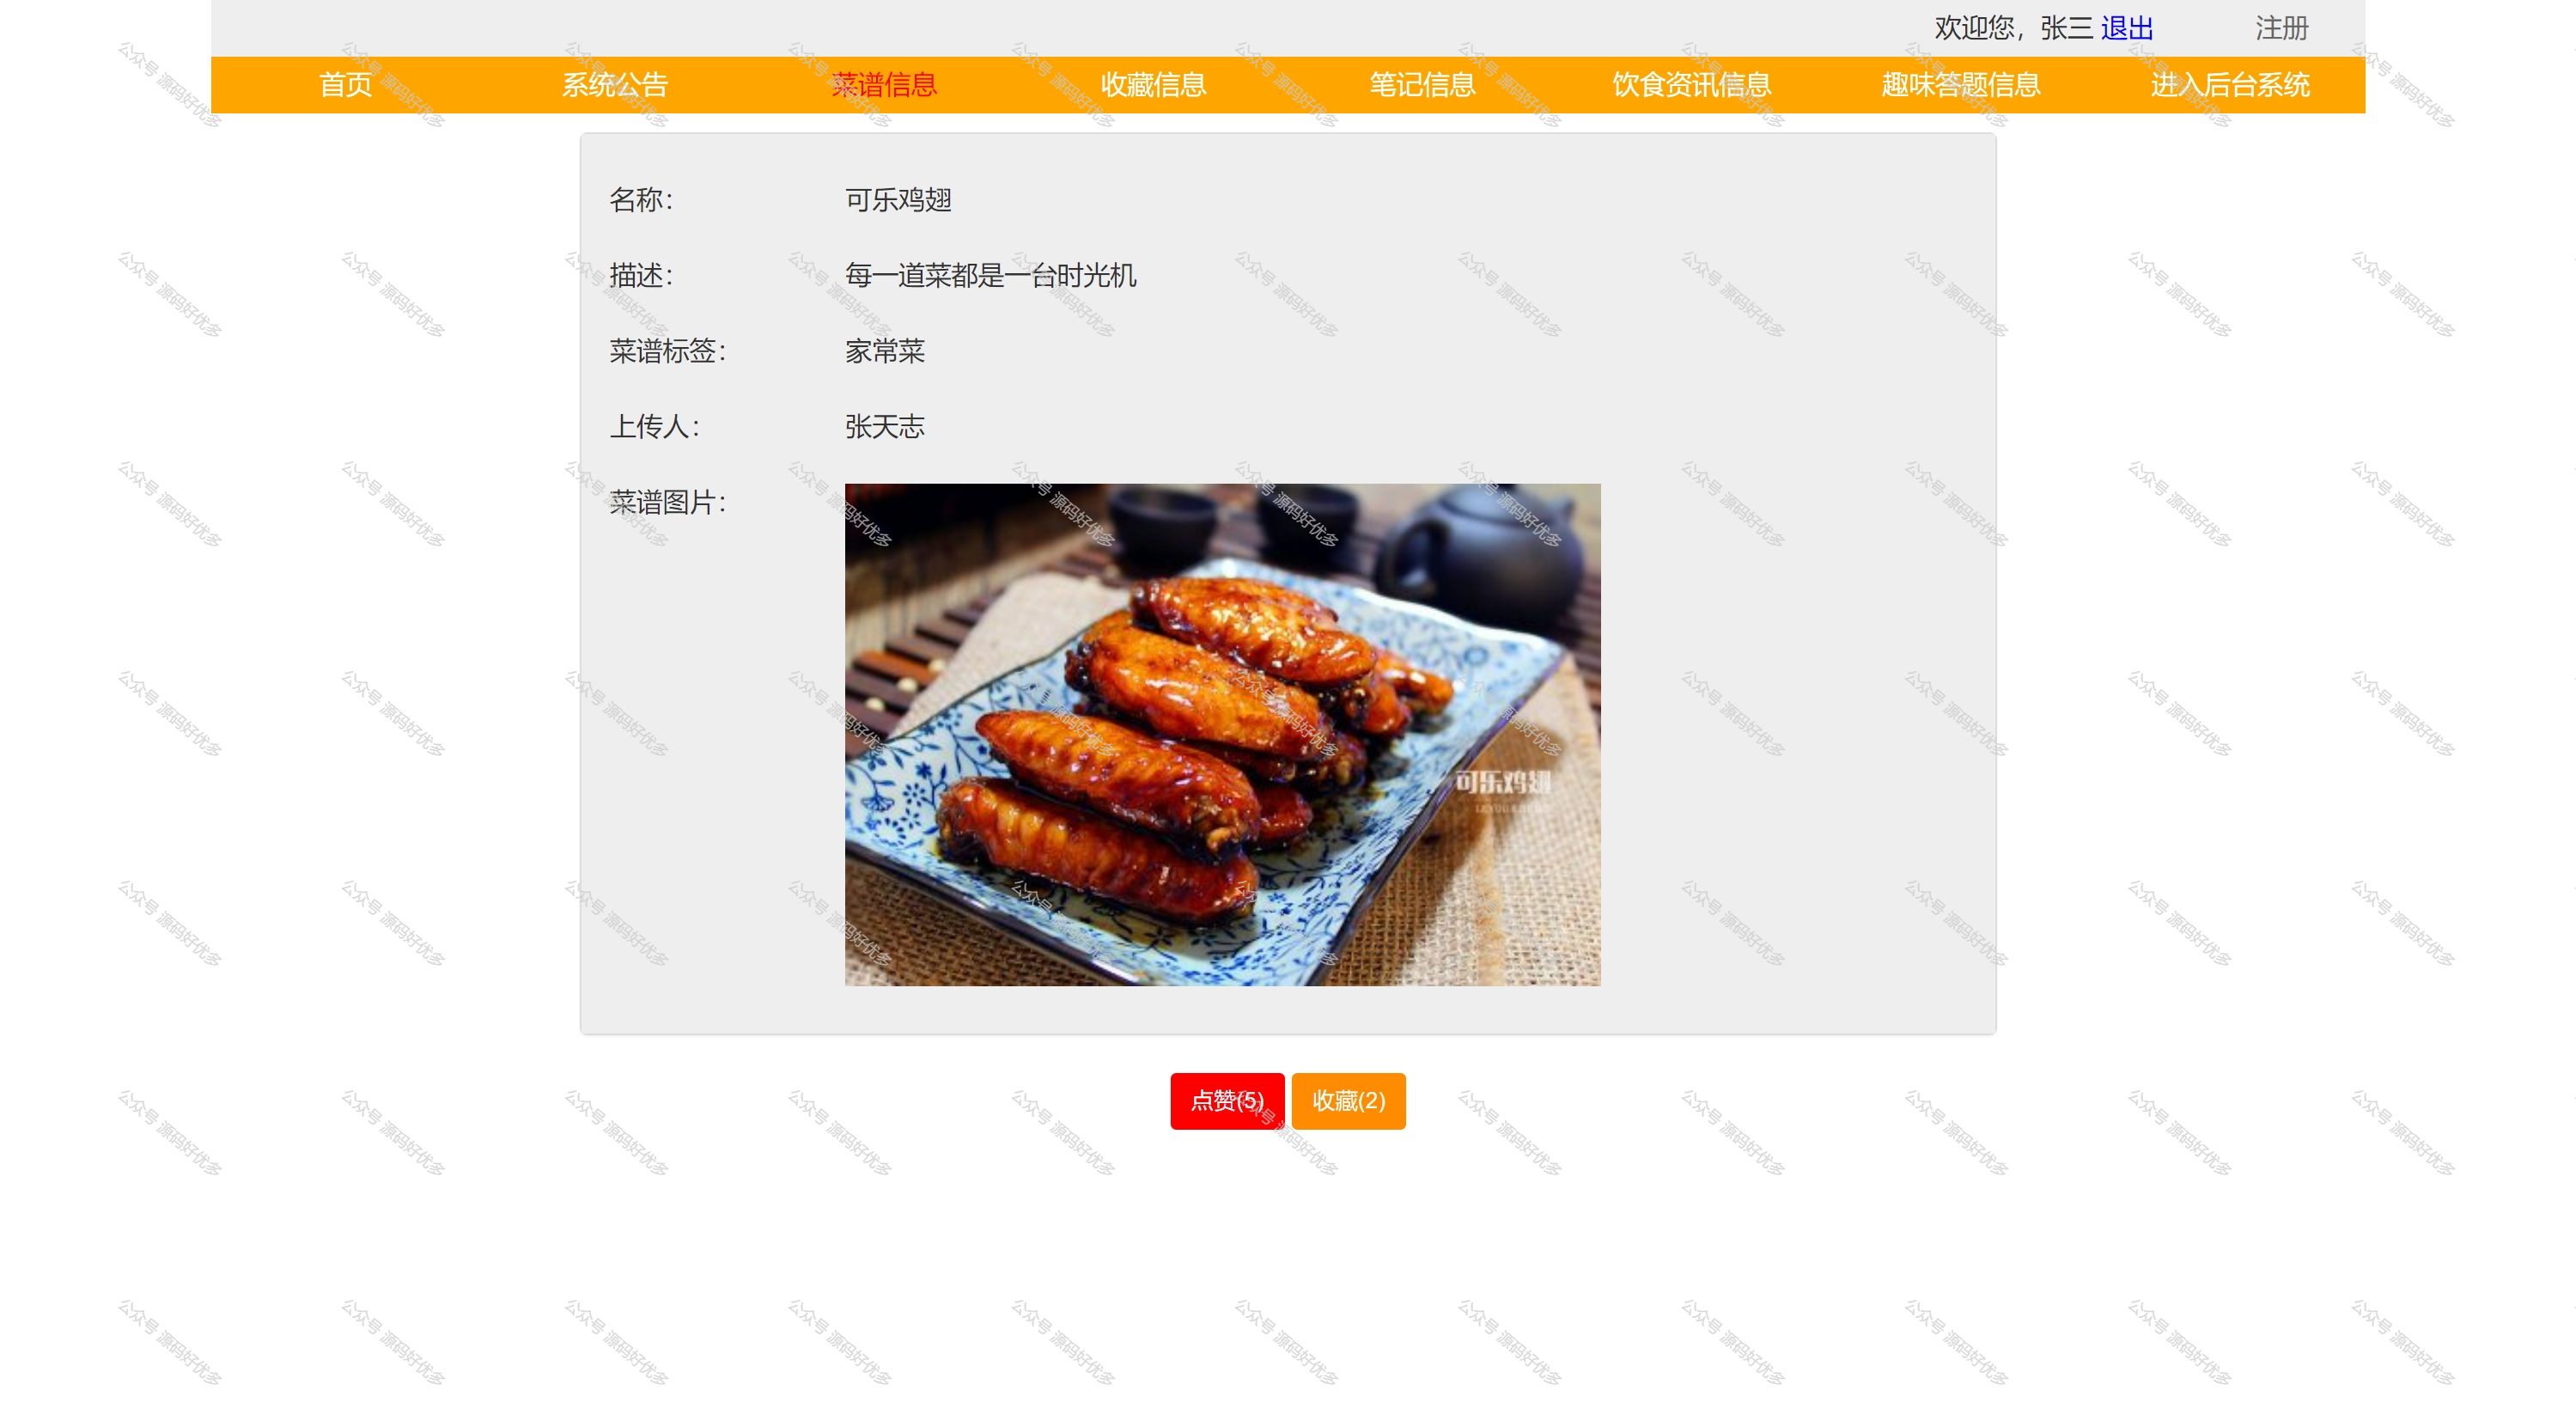 欢迎您，张三 退出 注册
首页 系统公告 菜谱信息 收藏信息 笔记信息 饮食资讯信息 趣味答题信息 进入后台系统
名称： 可乐鸡翅
描述： 每一道菜都是一台时光机
菜谱标签： 家常菜
上传人： 张天志
菜谱图片：
可乐鸡翅
点赞(5) 收藏(2)
公众号 源码好优多